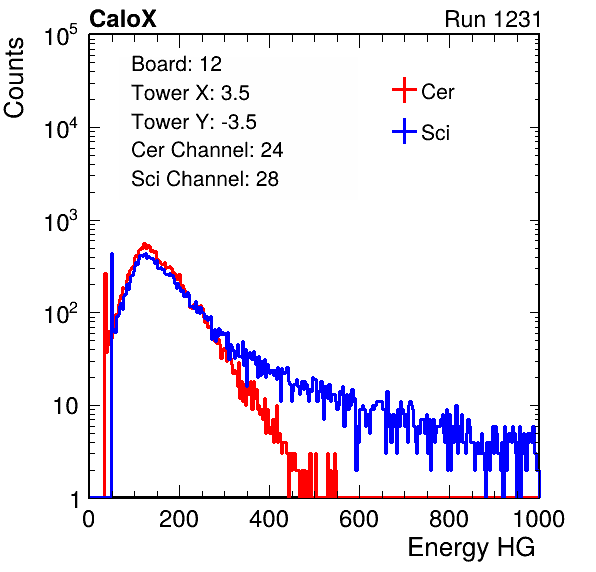 CaloX Run 1231
Counts
Board: 12
Tower X: 3.5
Tower Y: -3.5
Cer Channel: 24
Sci Channel: 28
Cer
Sci
10^5
10^4
10^3
10^2
10
1
0 200 400 600 800 1000
Energy HG